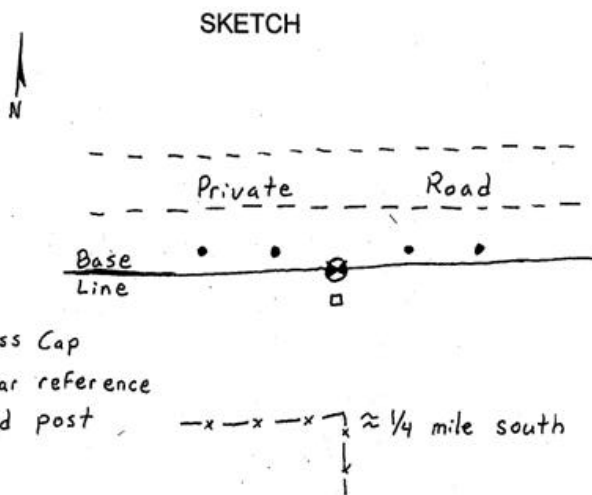 SKETCH
N
Private Road
Base
Line
ss Cap
ar reference
d post
≈ 1/4 mile south